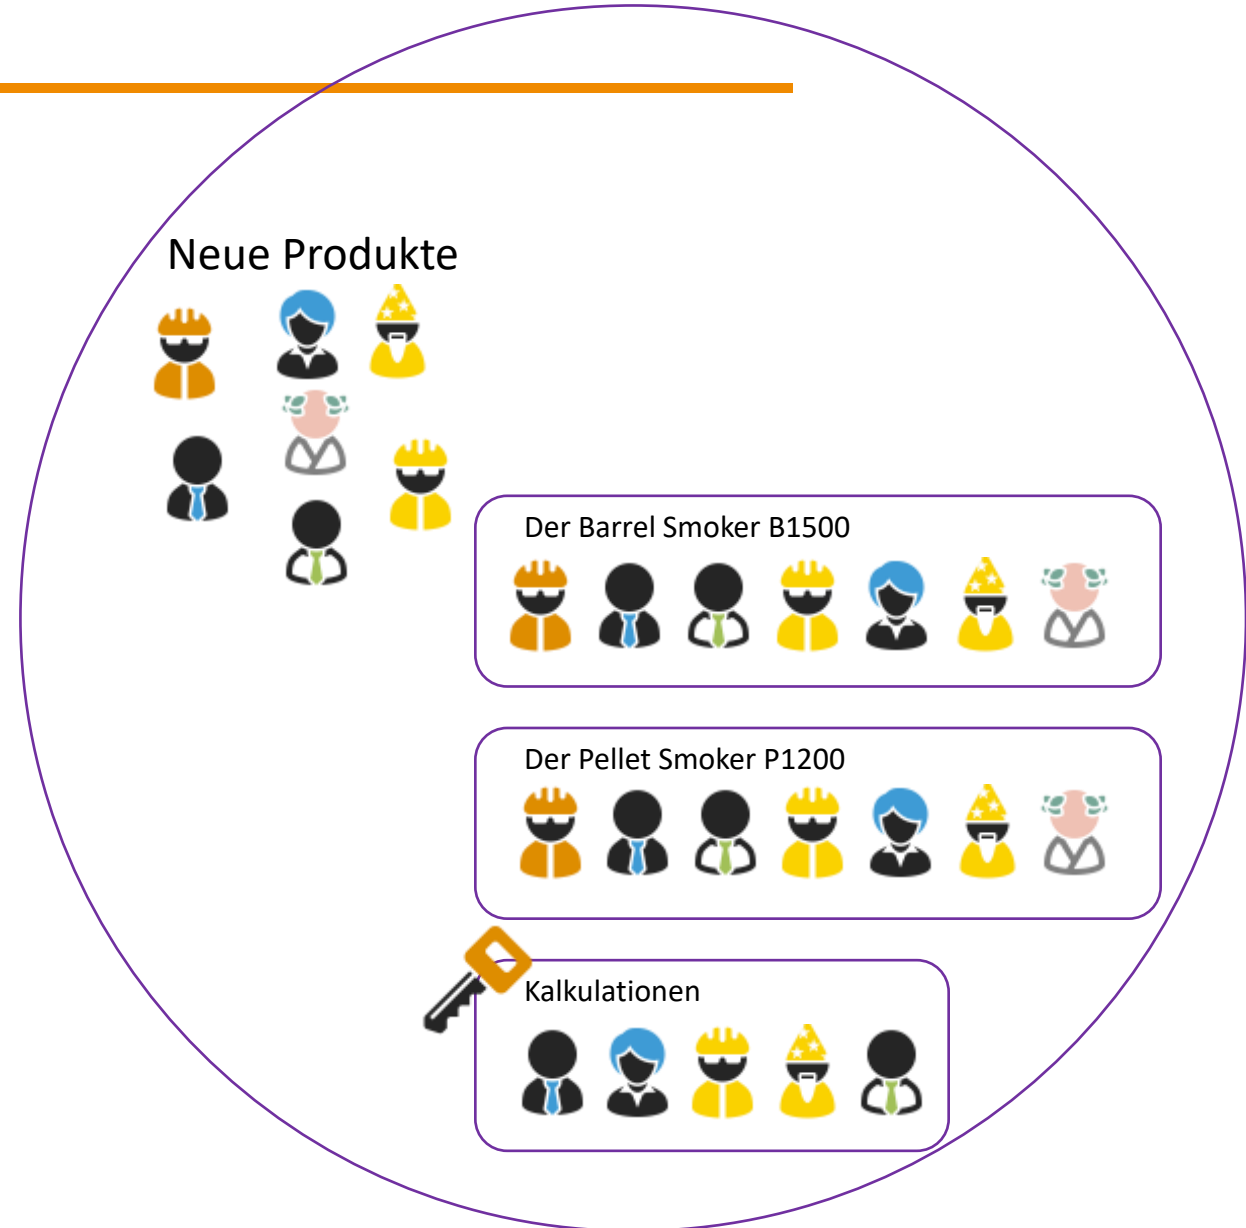 Neue Produkte
Der Barrel Smoker B1500
Der Pellet Smoker P1200
Kalkulationen